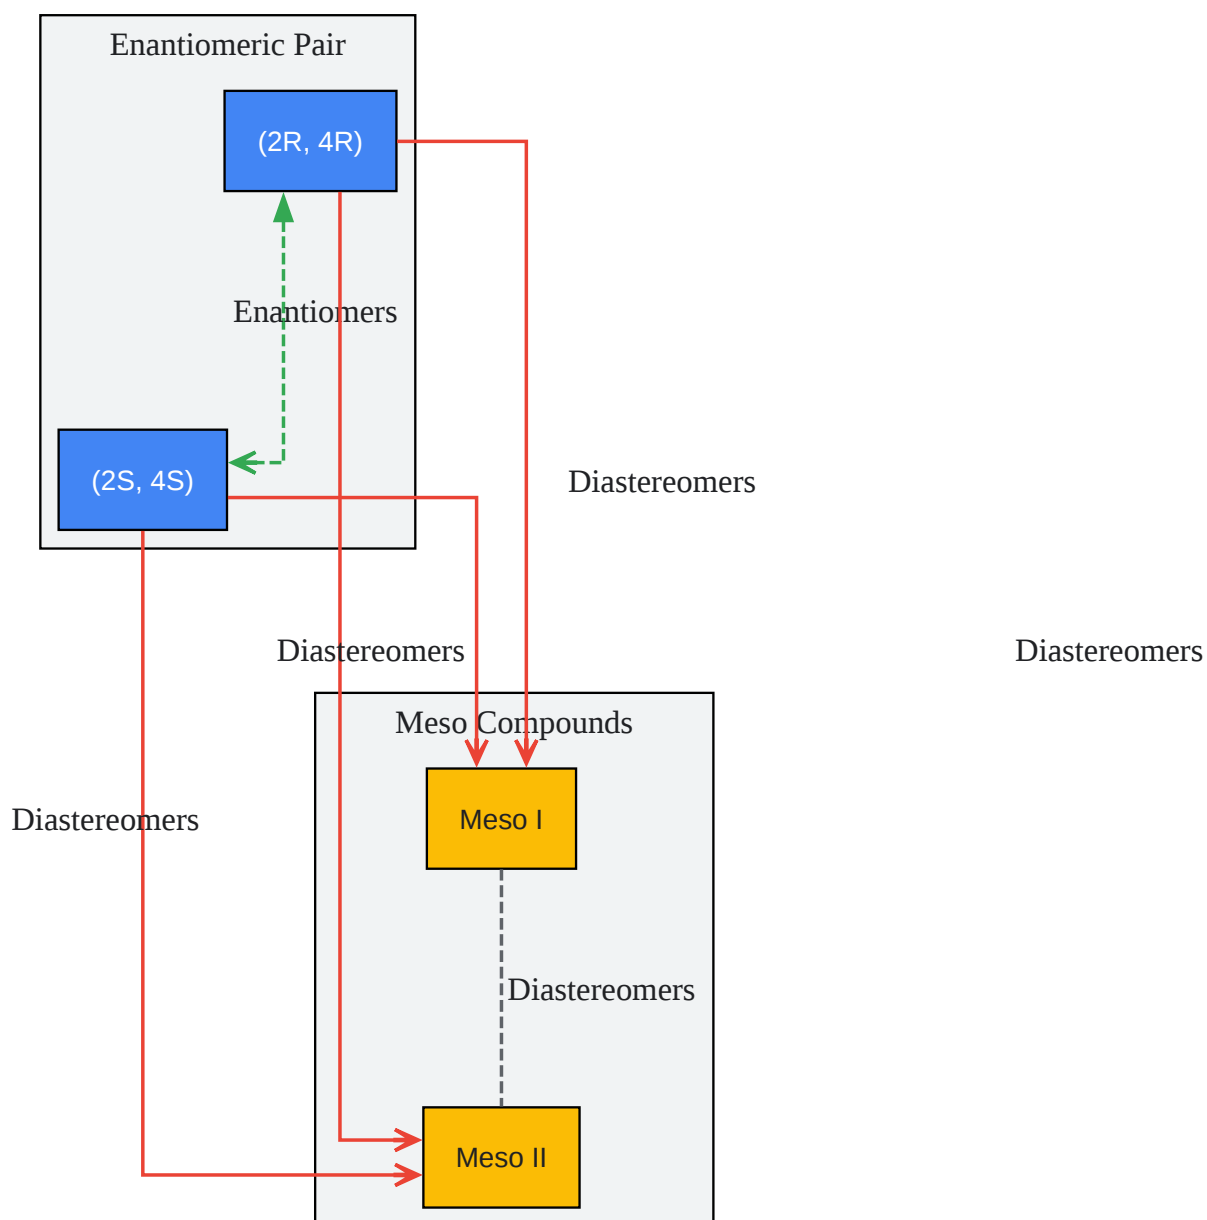 Enantiomeric Pair
(2R, 4R)
Enantiomers
(2S, 4S)
Diastereomers
Diastereomers
Diastereomers
Meso Compounds
Meso I
Diastereomers
Diastereomers
Meso II